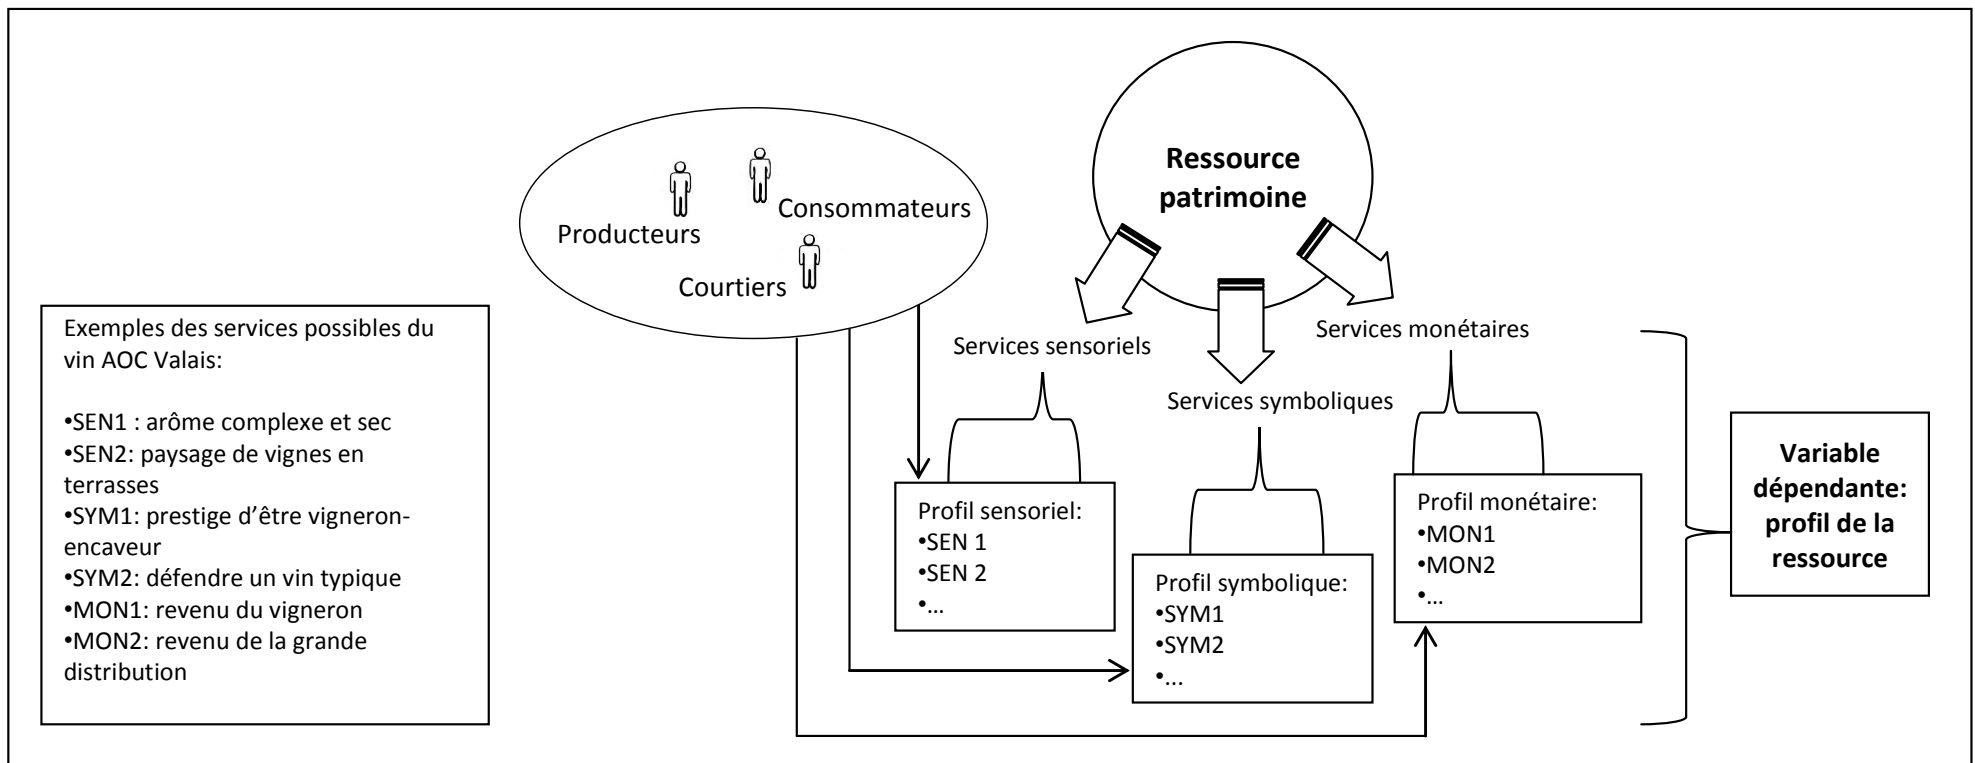 Ressource
patrimoine
Producteurs
Consommateurs
Courtiers
Exemples des services possibles du
vin AOC Valais:
•SEN1 : arôme complexe et sec
•SEN2: paysage de vignes en
terrasses
•SYM1: prestige d’être vigneron-
encaveur
•SYM2: défendre un vin typique
•MON1: revenu du vigneron
•MON2: revenu de la grande
distribution
Services sensoriels
Services symboliques
Services monétaires
Profil sensoriel:
•SEN 1
•SEN 2
•...
Profil symbolique:
•SYM1
•SYM2
•...
Profil monétaire:
•MON1
•MON2
•...
Variable
dépendante:
profil de la
ressource